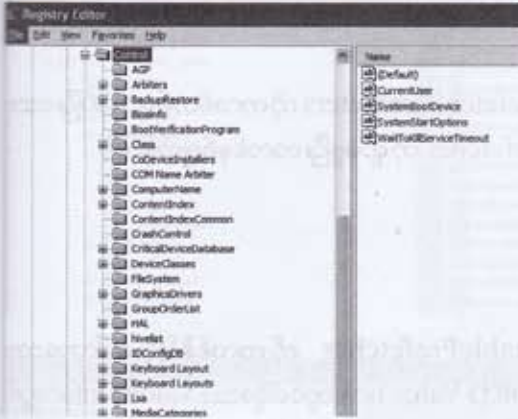 Registry Editor
File Edit View Favorites Help
Control
AGP
Arbiters
BackupRestore
Biosinfo
BootVerificationProgram
Class
CoDeviceInstallers
COM Name Arbiter
ComputerName
ContentIndex
ContentIndexCommon
CrashControl
CriticalDeviceDatabase
DeviceClasses
FileSystem
GraphicsDrivers
GroupOrderList
HAL
hivelist
IDConfigDB
Keyboard Layout
Keyboard Layouts
Lsa
MediaCategories
Name
(Default)
CurrentUser
SystemBootDevice
SystemStartOptions
WaitToKillServiceTimeout